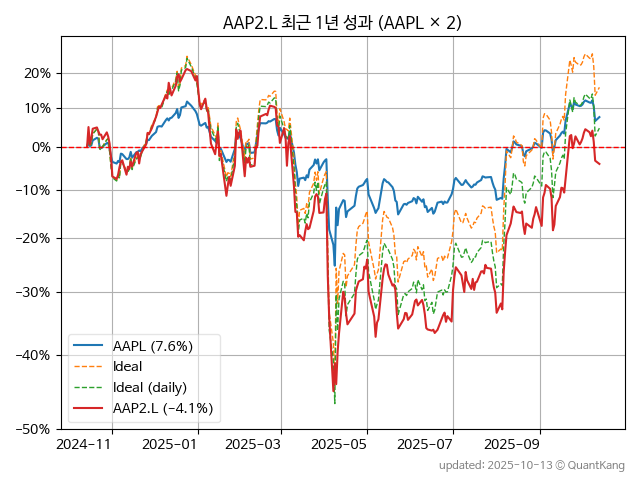 AAP2.L 최근 1년 성과 (AAPL × 2)
20%
10%
0%
−10%
−20%
−30%
−40%
−50%
AAPL (7.6%)
Ideal
Ideal (daily)
AAP2.L (−4.1%)
2024-11 2025-01 2025-03 2025-05 2025-07 2025-09
updated: 2025-10-13 © QuantKang